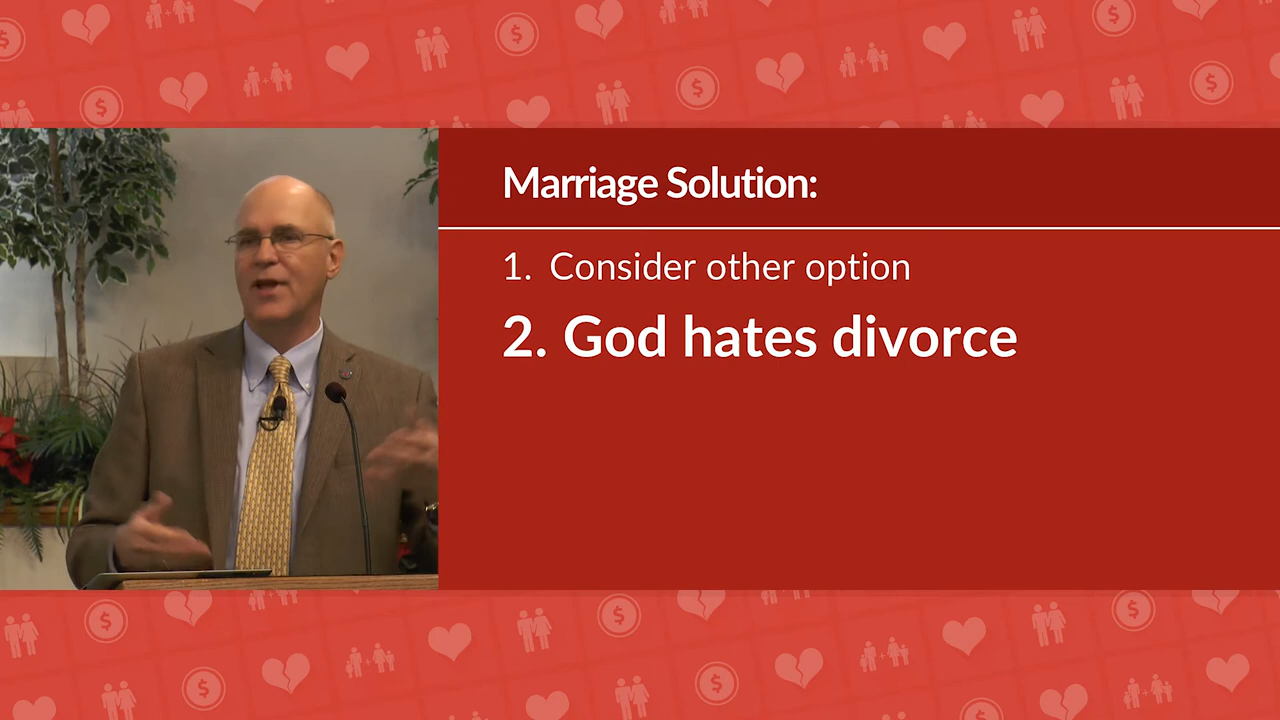 Marriage Solution:
1. Consider other option
2. God hates divorce